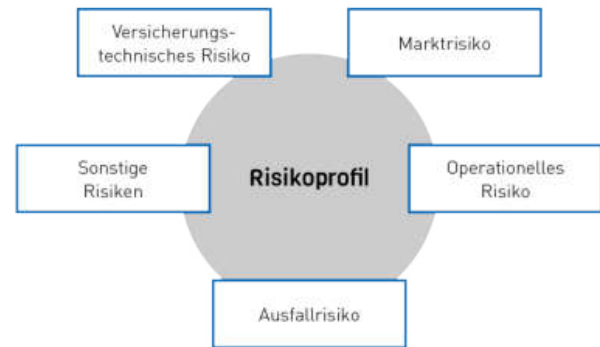 Versicherungs-
technisches Risiko
Marktrisiko
Sonstige
Risiken
Risikoprofil
Operationelles
Risiko
Ausfallrisiko